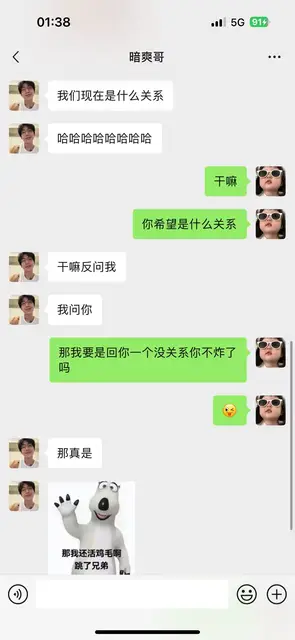 01:38
5G
91
暗爽哥
我们现在是什么关系
哈哈哈哈哈哈哈哈
干嘛
你希望是什么关系
干嘛反问我
我问你
那我要是回你一个没关系你不炸了
吗
那真是
那我还活鸡毛啊
跳了兄弟